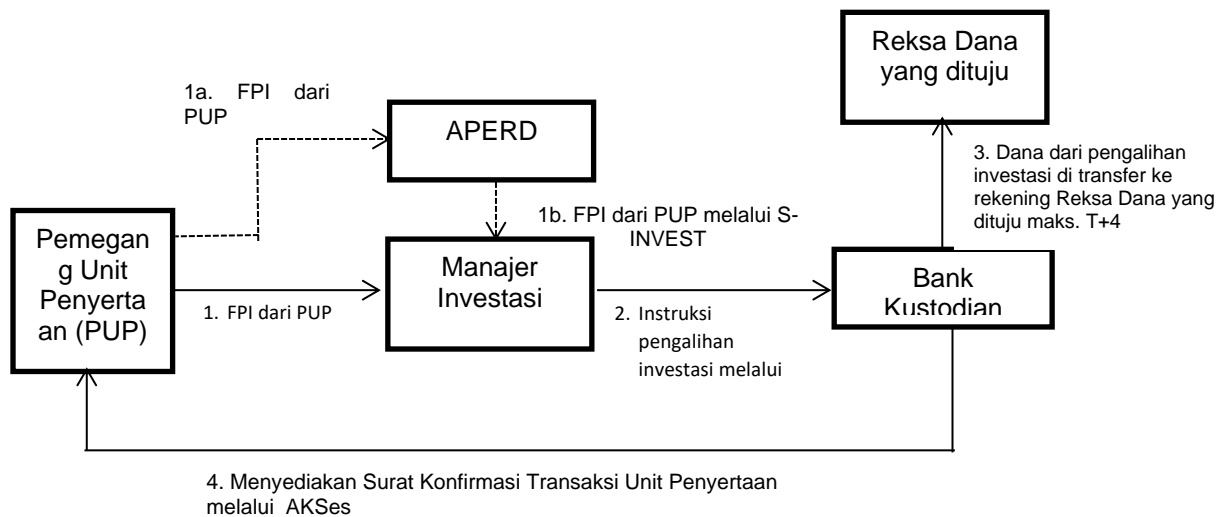 Reksa Dana
yang dituju
1a. FPI dari
PUP
APERD
3. Dana dari pengalihan
investasi di transfer ke
rekening Reksa Dana yang
dituju maks. T+4
1b. FPI dari PUP melalui S-
INVEST
Pemegan
g Unit
Penyerta
an (PUP)
Manajer
Investasi
Bank
Kustodian
1. FPI dari PUP
2. Instruksi
pengalihan
investasi melalui
4. Menyediakan Surat Konfirmasi Transaksi Unit Penyertaan
melalui AKSes